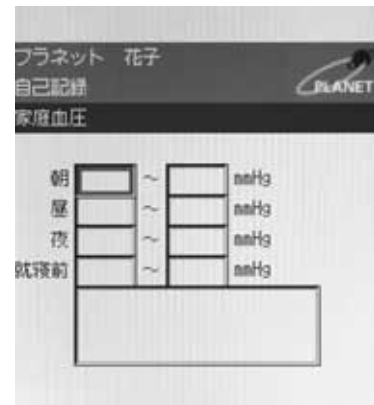 プラネット 花子
自己記録
PLANET
家庭血圧
朝 ～ mmHg
昼 ～ mmHg
夜 ～ mmHg
就寝前 ～ mmHg